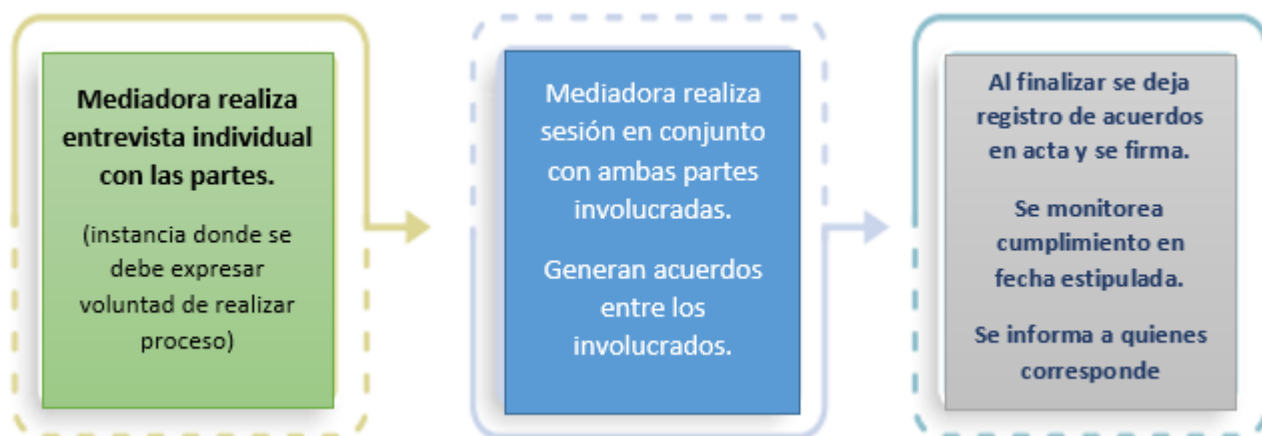 Mediadora realiza
entrevista individual
con las partes.
(instancia donde se
debe expresar
voluntad de realizar
proceso)
Mediadora realiza
sesión en conjunto
con ambas partes
involucradas.
Generan acuerdos
entre los
involucrados.
Al finalizar se deja
registro de acuerdos
en acta y se firma.
Se monitorea
cumplimiento en
fecha estipulada.
Se informa a quienes
corresponde